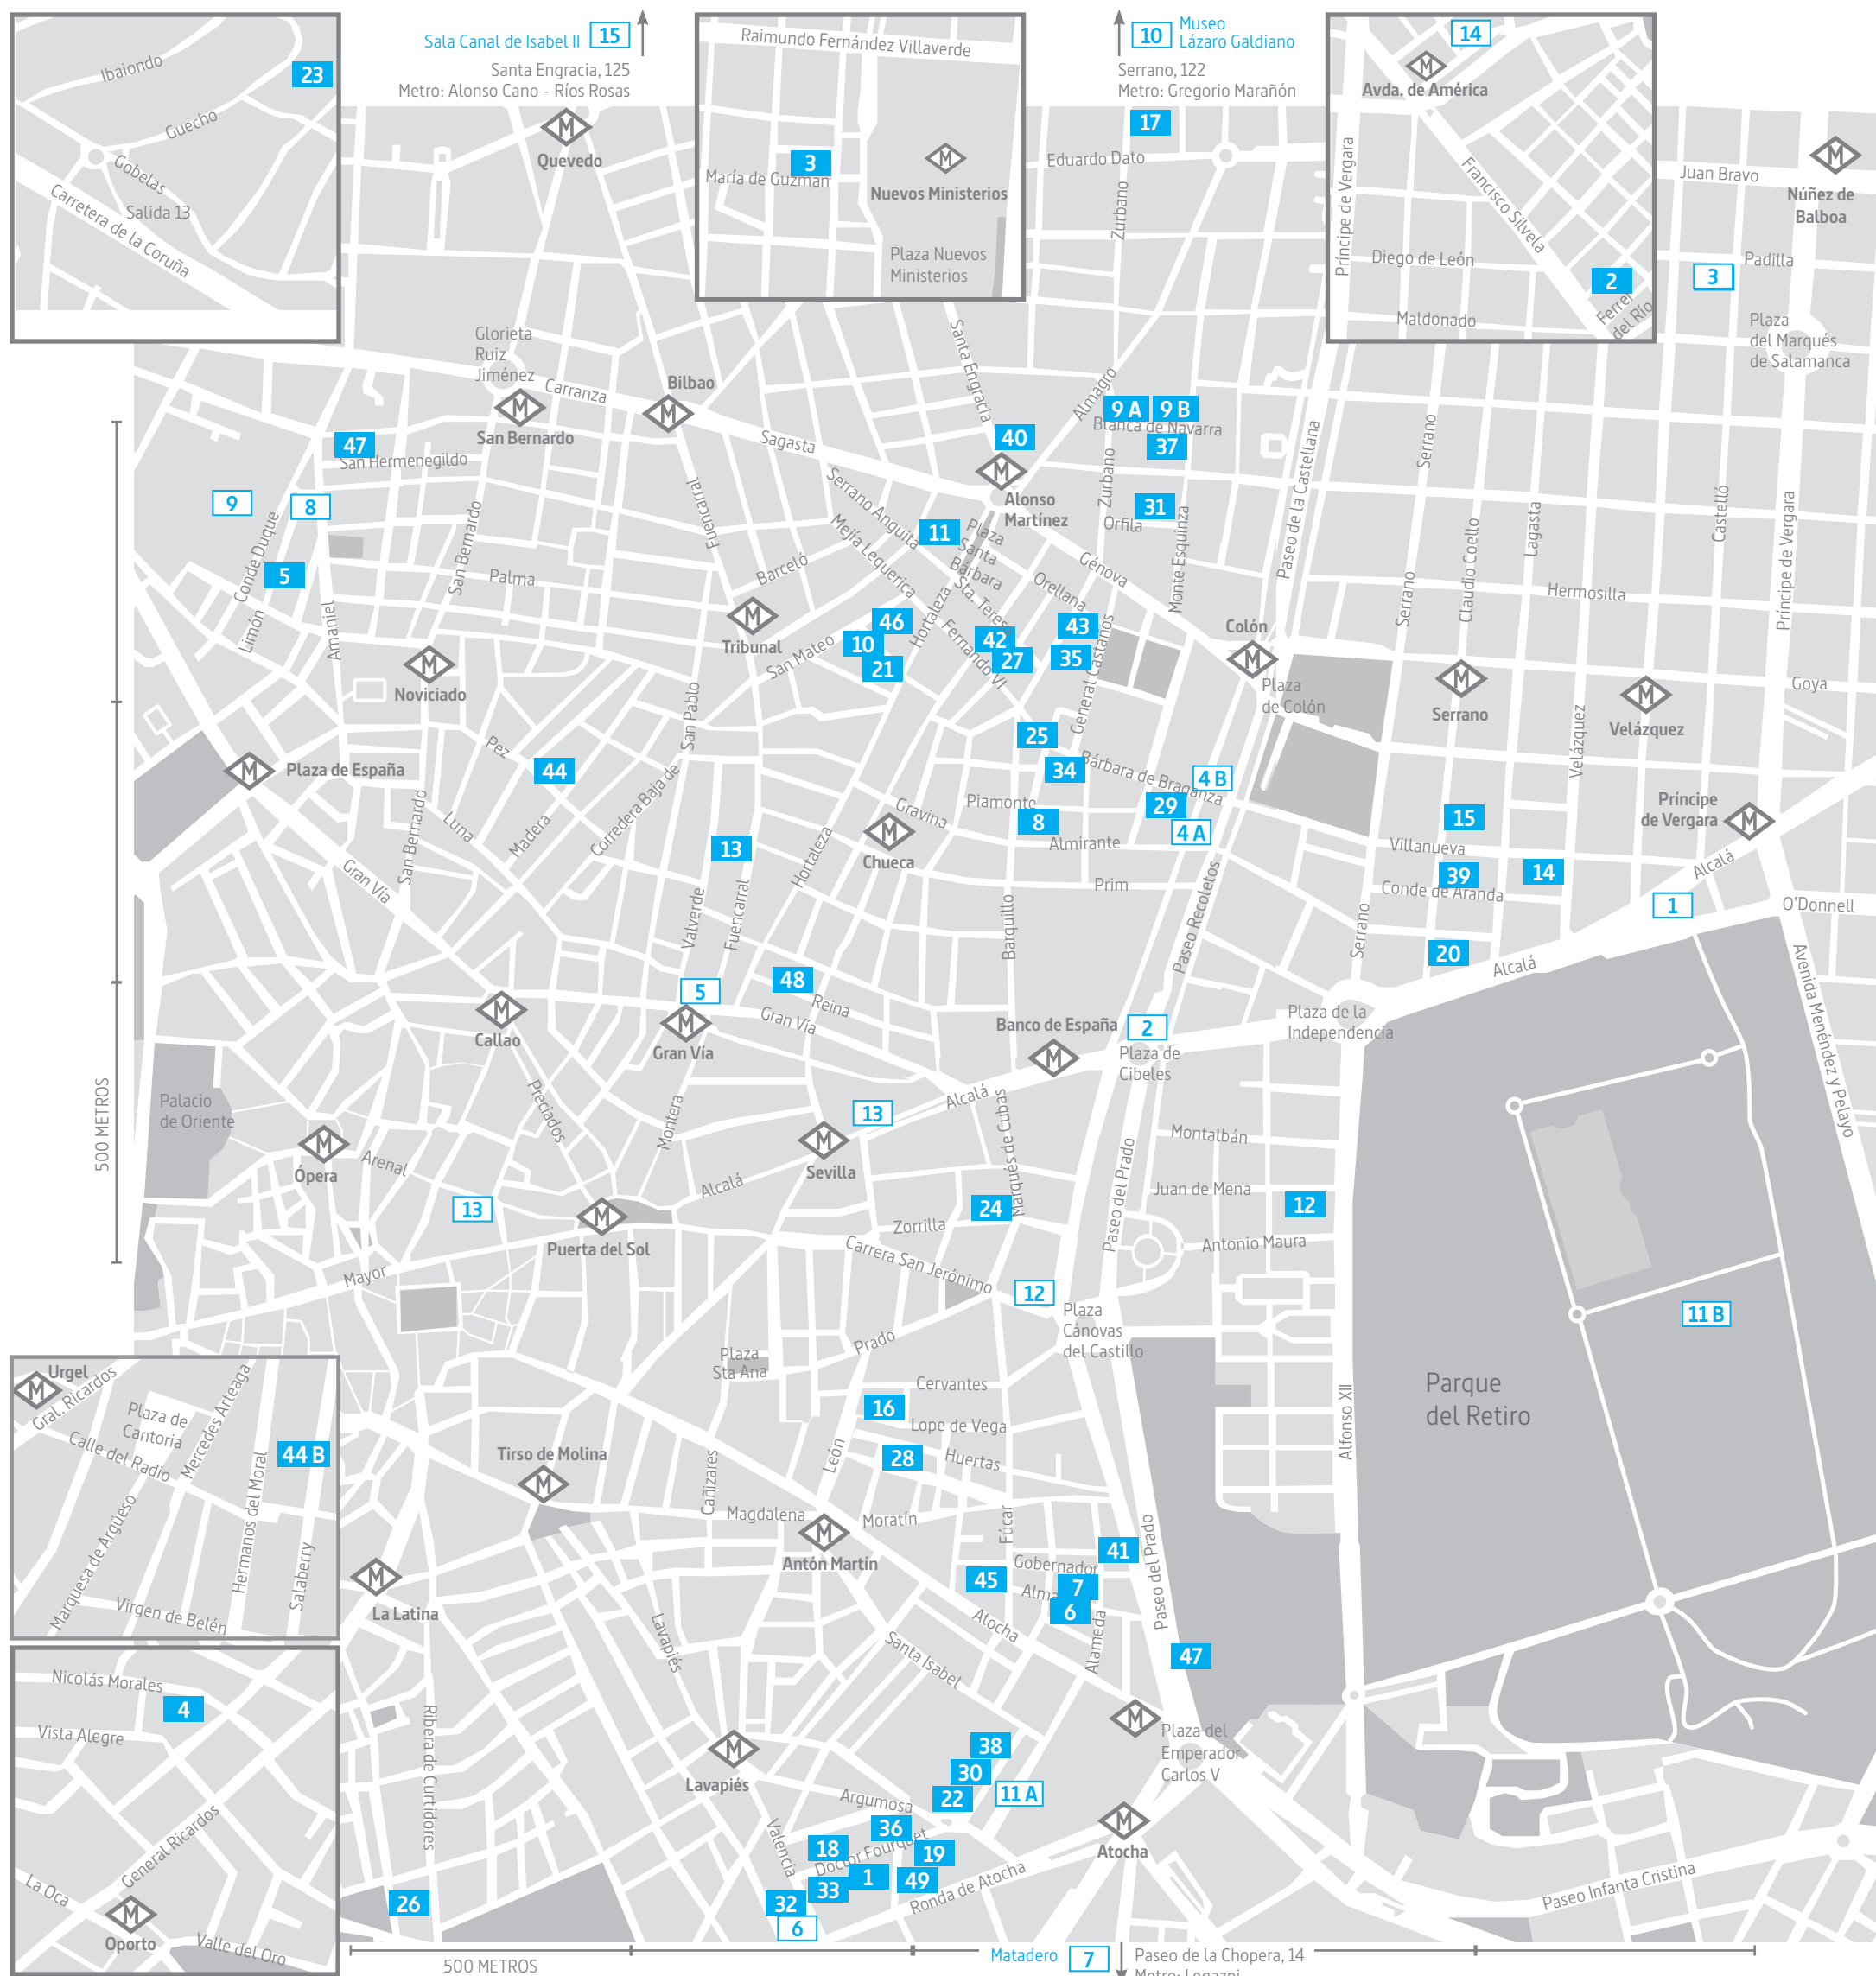 Sala Canal de Isabel II 15
Santa Engracia, 125
Metro: Alonso Cano - Ríos Rosas
10 Museo
Lázaro Galdiano
Serrano, 122
Metro: Gregorio Marañón
Ibaiondo
23
Guecho
Gobelas
Salida 13
Carretera de la Coruña
M
Quevedo
Raimundo Fernández Villaverde
3
María de Guzmán
M
Nuevos Ministerios
Plaza Nuevos
Ministerios
17
Eduardo Dato
Zurbano
14
M
Avda. de América
Príncipe de Vergara
Francisco Silvela
Diego de León
Maldonado
2
Ferrer
del Río
Juan Bravo
M
Núñez de
Balboa
Padilla
3
Plaza
del Marqués
de Salamanca
Glorieta
Ruiz
Jiménez
Carranza
M
San Bernardo
Bilbao
M
Santa Engracia
Almagro
9 A
9 B
Blanca de Navarra
37
40
M
Alonso
Martínez
47
San Hermenegildo
Sagasta
Serrano Anguita
Mejía Lequerica
Zurbano
31
Orfila
Monte Esquinza
Paseo de la Castellana
Serrano
9
8
Conde Duque
5
Limón
Amaniel
San Bernardo
Palma
Fuencarral
Barceló
11
Plaza
Santa
Bárbara
Sta. Teres
Orellana
Génova
Serrano
Claudio Coello
Lagasta
Hermosilla
Castelló
Príncipe de Vergara
M
Tribunal
San Mateo
46
10
21
Hortaleza
Fernando VI
42
27
43
35
General Castaños
Colón
M
Plaza
de Colón
M
Serrano
M
Velázquez
Goya
Velázquez
M
Noviciado
San Pablo
M
Plaza de España
Pez
44
Corredera Baja de
25
34
Bárbara de Braganza
4 B
29
4 A
Piamonte
8
Almirante
Prim
Gravina
M
Chueca
Hortaleza
13
San Bernardo
Luna
Madera
Gran Vía
Valverde
Fuencarral
Barquillo
Paseo Recoletos
15
Villanueva
39
14
Conde de Aranda
Serrano
20
Alcalá
Príncipe
de Vergara
M
Alcalá
1
O'Donnell
Avenida Menéndez y Pelayo
48
Reina
Gran Vía
5
M
Gran Vía
M
Callao
Banco de España
M
2
Plaza de
Cibeles
Plaza de la
Independencia
500 METROS
Palacio
de Oriente
M
Ópera
Arenal
Preciados
Montera
13
Alcalá
M
Sevilla
Alcalá
Marqués de Cubas
13
M
Puerta del Sol
Mayor
Zorrilla
24
Carrera San Jerónimo
12
Plaza
Cánovas
del Castillo
Paseo del Prado
Montalbán
Juan de Mena
12
Antonio Maura
11 B
Parque
del Retiro
Alfonso XII
Plaza
Sta Ana
Prado
Cervantes
16
Lope de Vega
León
28
Huertas
Urgel
M
Gral. Ricardos
Plaza de
Cantoria
Mercedes Arteaga
Calle del Radio
44 B
Hermanos del Moral
Marquesa de Argüeso
Salaberry
Virgen de Belén
Tirso de Molina
M
Cañizares
Magdalena
M
Antón Martín
Moratín
Fúcar
Gobernador
41
Paseo del Prado
45
Alma
7
6
Alameda
Atocha
Santa Isabel
47
M
La Latina
Lavapiés
Ribera de Curtidores
M
Plaza del
Emperador
Carlos V
M
Lavapiés
38
30
22
11 A
Argumosa
36
18
Doctor Fourquet
19
1
49
33
32
6
Valencia
Ronda de Atocha
M
Atocha
Paseo Infanta Cristina
Nicolás Morales
4
Vista Alegre
General Ricardos
La Oca
M
Oporto
Valle del Oro
26
500 METROS
Matadero 7
Paseo de la Chopera, 14
Metro: Legazpi